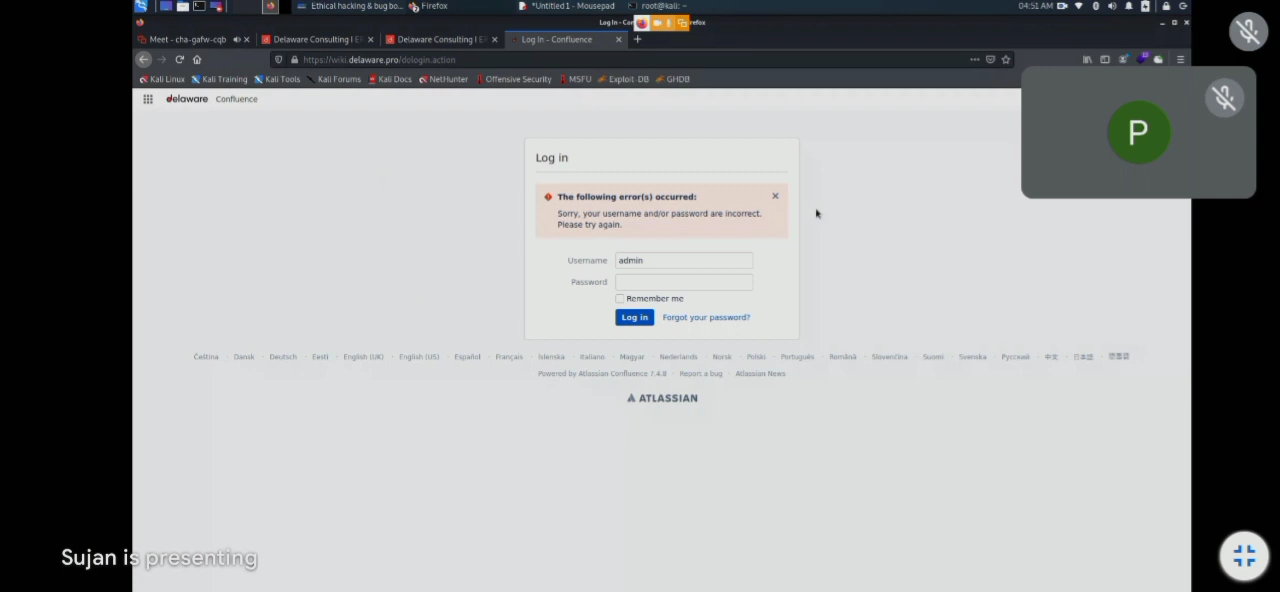 Ethical hacking & bug bo...
Firefox
*Untitled 1 - Mousepad
root@kali: ~
04:51 AM
Meet - cha-gafw-cqb
Delaware Consulting I E
Delaware Consulting I E
Log In - Confluence
https://wiki.delaware.pro/dologin.action
Kali Linux
Kali Training
Kali Tools
Kali Forums
Kali Docs
NetHunter
Offensive Security
MSFU
Exploit-DB
GHDB
delaware Confluence
P
Log in
The following error(s) occurred:
Sorry, your username and/or password are incorrect.
Please try again.
Username admin
Password
Remember me
Log in Forgot your password?
Čeština · Dansk · Deutsch · Eesti · English (UK) · English (US) · Español · Français · Íslenska · Italiano · Magyar · Nederlands · Norsk · Polski · Português · Română · Slovenčina · Suomi · Svenska · Русский · 中文 · 日本語
Powered by Atlassian Confluence 7.4.8 · Report a bug · Atlassian News
ATLASSIAN
Sujan is presenting